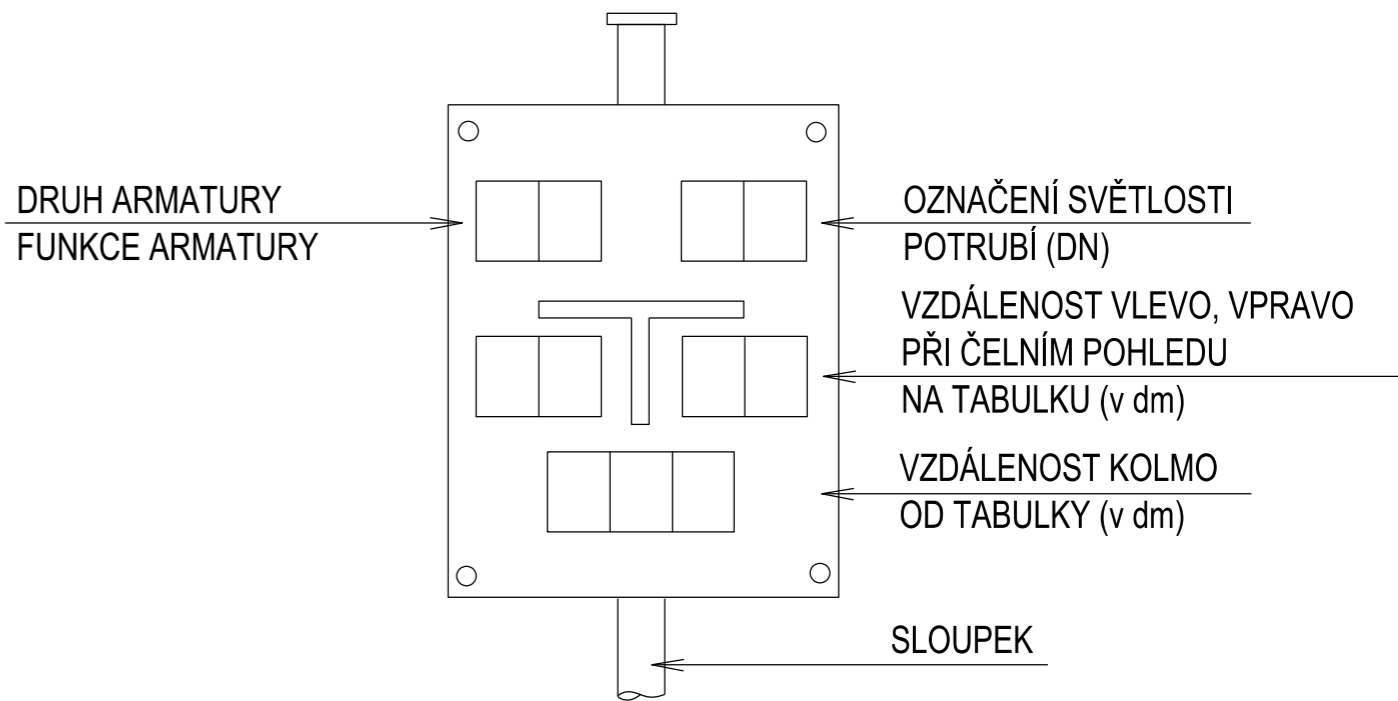 DRUH ARMATURY
FUNKCE ARMATURY
OZNAČENÍ SVĚTLOSTI
POTRUBÍ (DN)
VZDÁLENOST VLEVO, VPRAVO
PŘI ČELNÍM POHLEDU
NA TABULKU (v dm)
VZDÁLENOST KOLMO
OD TABULKY (v dm)
SLOUPEK